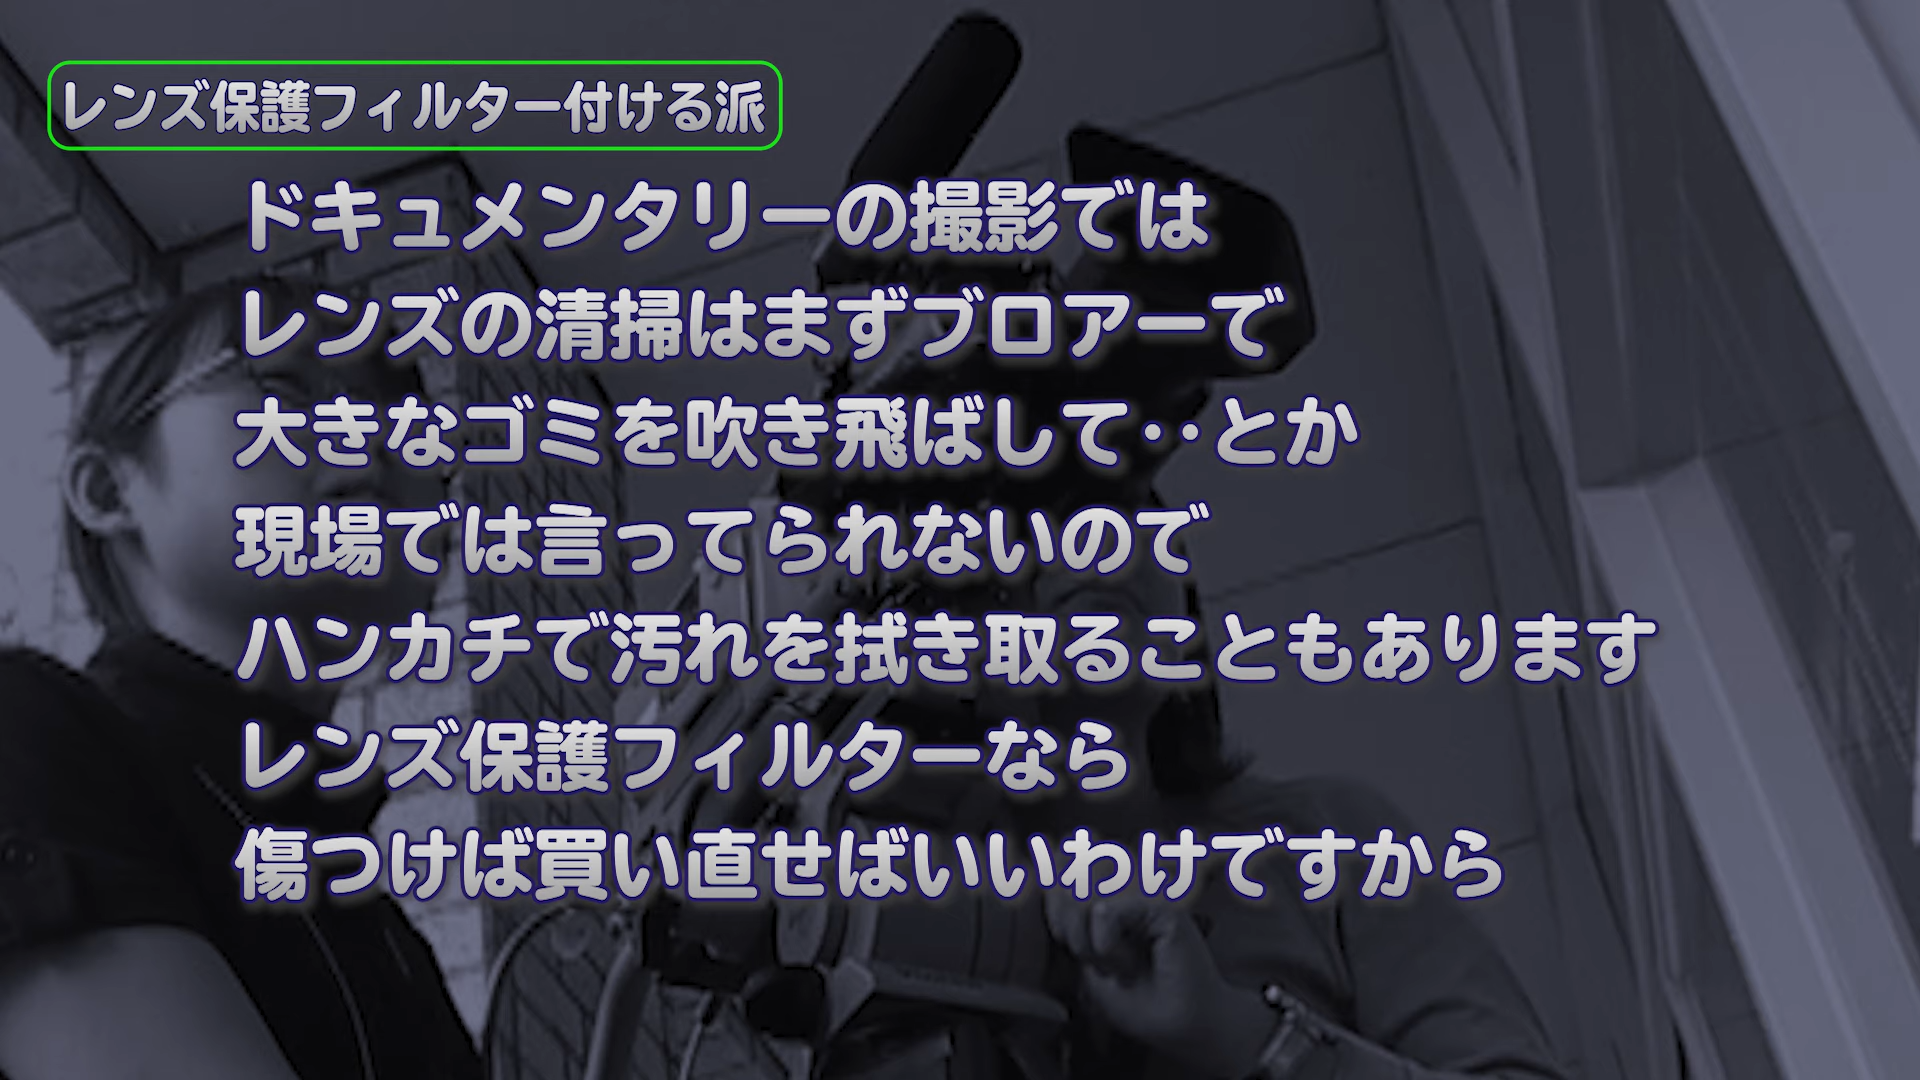 レンズ保護フィルター付ける派
ドキュメンタリーの撮影では
レンズの清掃はまずブロアーで
大きなゴミを吹き飛ばして‥とか
現場では言ってられないので
ハンカチで汚れを拭き取ることもあります
レンズ保護フィルターなら
傷つけば買い直せばいいわけですから